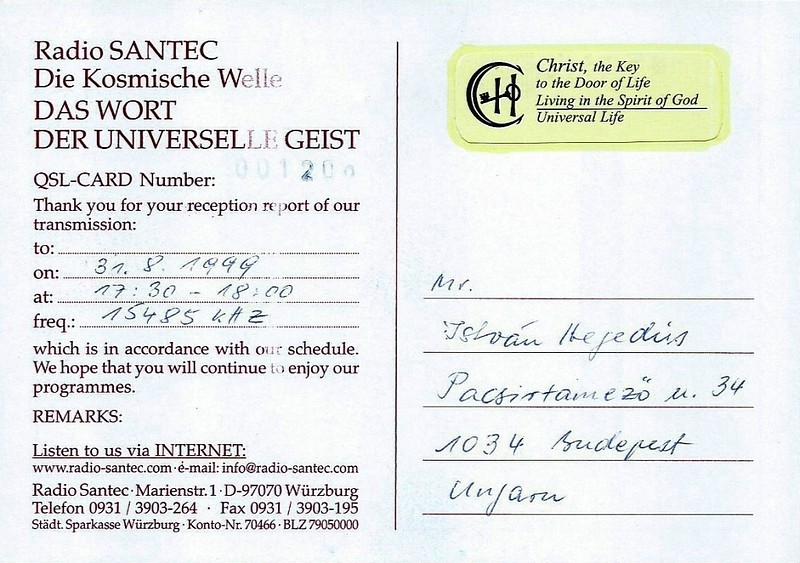 Radio SANTEC
Die Kosmische Welle
DAS WORT
DER UNIVERSELLE GEIST
QSL-CARD Number:
Thank you for your reception report of our
transmission:
to:
on: 31. 8. 1999
at: 17:30 - 18:00
freq.: 15485 kHz
which is in accordance with our schedule.
We hope that you will continue to enjoy our
programmes.
REMARKS:
Listen to us via INTERNET:
www.radio-santec.com · e-mail: info@radio-santec.com
Radio Santec · Marienstr. 1 · D-97070 Würzburg
Telefon 0931 / 3903-264 · Fax 0931 / 3903-195
Städt. Sparkasse Würzburg · Konto-Nr. 70466 · BLZ 79050000
Christ, the Key
to the Door of Life
Living in the Spirit of God
Universal Life
Mr.
István Hegedüs
Pacsirtamező u. 34
1034 Budapest
Ungarn